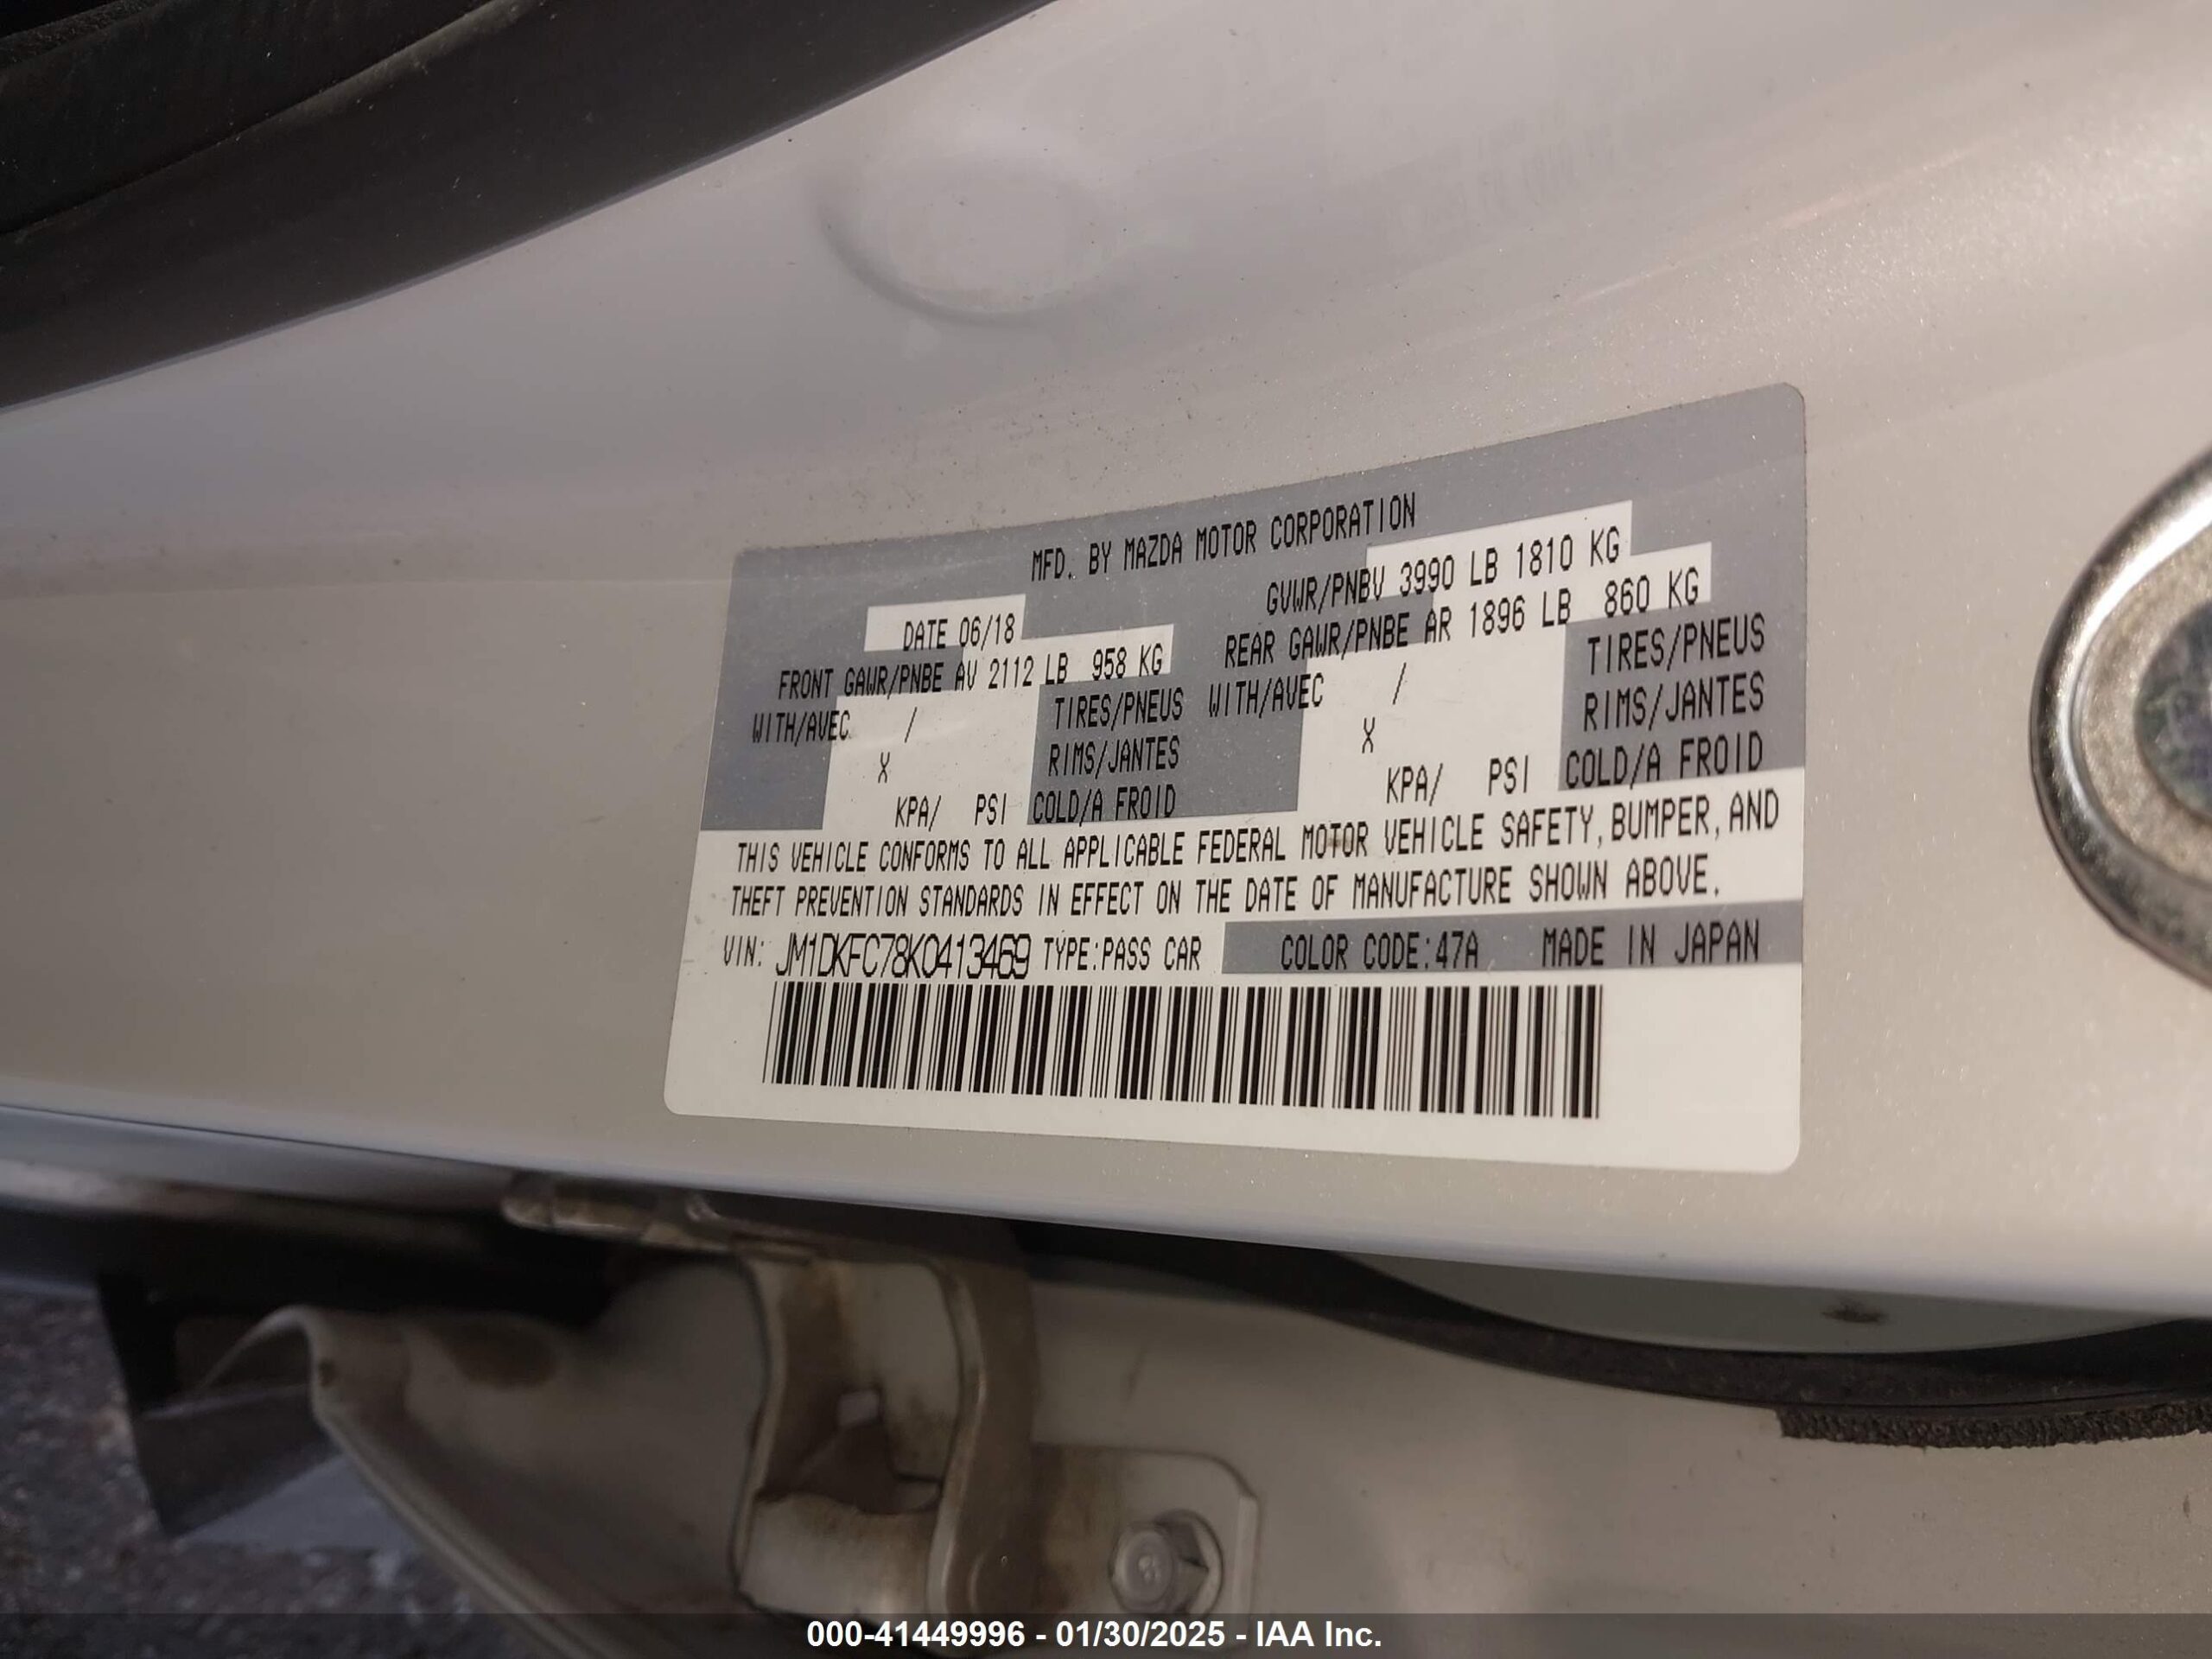 MFD. BY MAZDA MOTOR CORPORATION
DATE 06/18
GVWR/PNBV 3990 LB 1810 KG
FRONT GAWR/PNBE AV 2112 LB 958 KG
REAR GAWR/PNBE AR 1896 LB 860 KG
WITH/AVEC / TIRES/PNEUS WITH/AVEC / TIRES/PNEUS
X RIMS/JANTES X RIMS/JANTES
KPA/ PSI COLD/A FROID KPA/ PSI COLD/A FROID
THIS VEHICLE CONFORMS TO ALL APPLICABLE FEDERAL MOTOR VEHICLE SAFETY, BUMPER, AND
THEFT PREVENTION STANDARDS IN EFFECT ON THE DATE OF MANUFACTURE SHOWN ABOVE.
VIN: JM1DKFC78K0413469 TYPE:PASS CAR COLOR CODE:47A MADE IN JAPAN
000-41449996 - 01/30/2025 - IAA Inc.